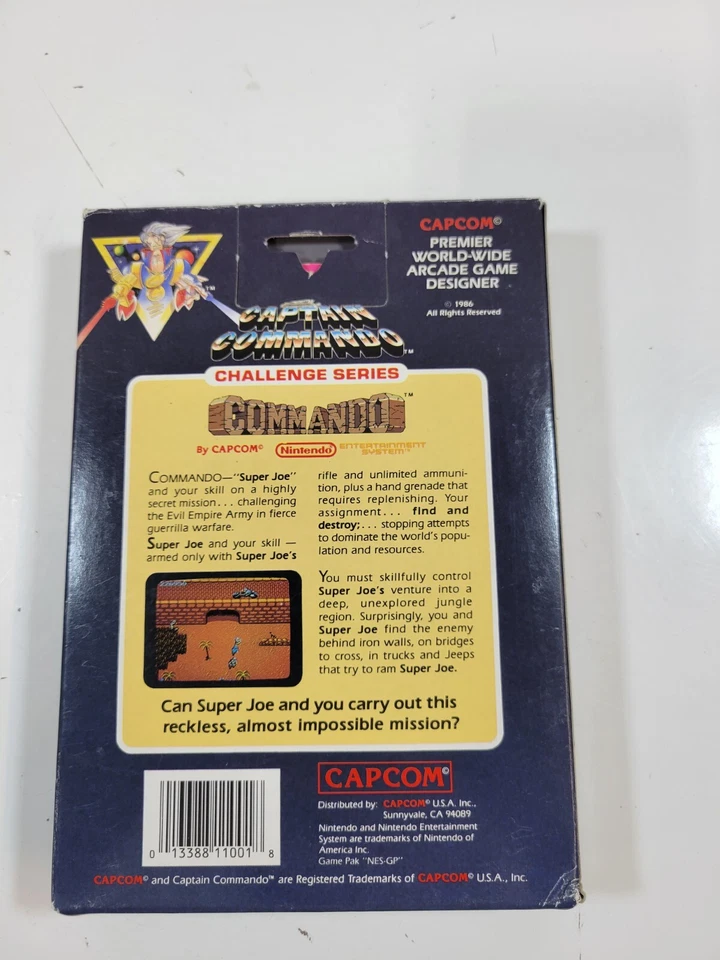 CAPCOM©
PREMIER
WORLD-WIDE
ARCADE GAME
DESIGNER
© 1986
All Rights Reserved
TM
CAPTAIN
COMMANDO TM
CHALLENGE SERIES
COMMANDO TM
By CAPCOM© Nintendo® ENTERTAINMENT
SYSTEM™
COMMANDO—"Super Joe"
and your skill on a highly
secret mission... challenging
the Evil Empire Army in fierce
guerrilla warfare.
Super Joe and your skill —
armed only with Super Joe's
rifle and unlimited ammuni-
tion, plus a hand grenade that
requires replenishing. Your
assignment... find and
destroy;... stopping attempts
to dominate the world's popu-
lation and resources.
You must skillfully control
Super Joe's venture into a
deep, unexplored jungle
region. Surprisingly, you and
Super Joe find the enemy
behind iron walls, on bridges
to cross, in trucks and Jeeps
that try to ram Super Joe.
Can Super Joe and you carry out this
reckless, almost impossible mission?
CAPCOM©
Distributed by: CAPCOM© U.S.A. Inc.,
Sunnyvale, CA 94089
Nintendo and Nintendo Entertainment
System are trademarks of Nintendo of
America Inc.
Game Pak "NES-GP"
0 13388 11001 8
CAPCOM© and Captain Commando™ are Registered Trademarks of CAPCOM© U.S.A., Inc.